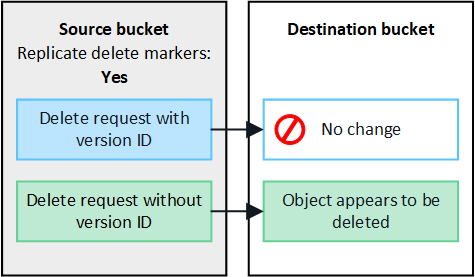 Source bucket
Replicate delete markers:
Yes
Delete request with
version ID
Delete request without
version ID
Destination bucket
No change
Object appears to be
deleted